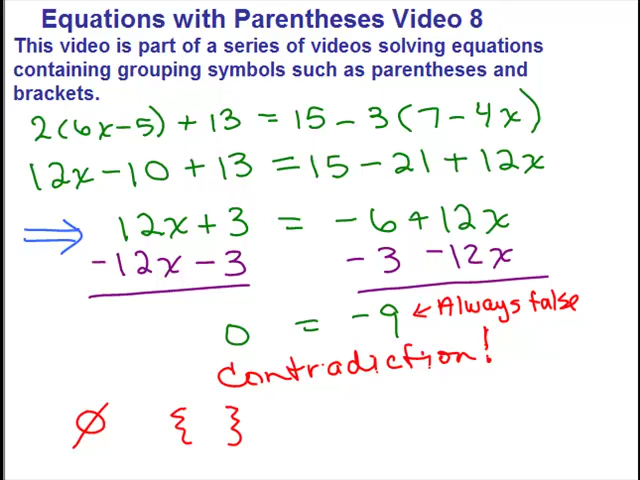 Equations with Parentheses Video 8
This video is part of a series of videos solving equations
containing grouping symbols such as parentheses and
brackets.
2(6x-5) + 13 = 15 - 3(7 - 4x)
12x - 10 + 13 = 15 - 21 + 12x
⇒ 12x + 3 = -6 + 12x
-12x - 3 -3 -12x
0 = -9 ← Always false
Contradiction!
∅ { }